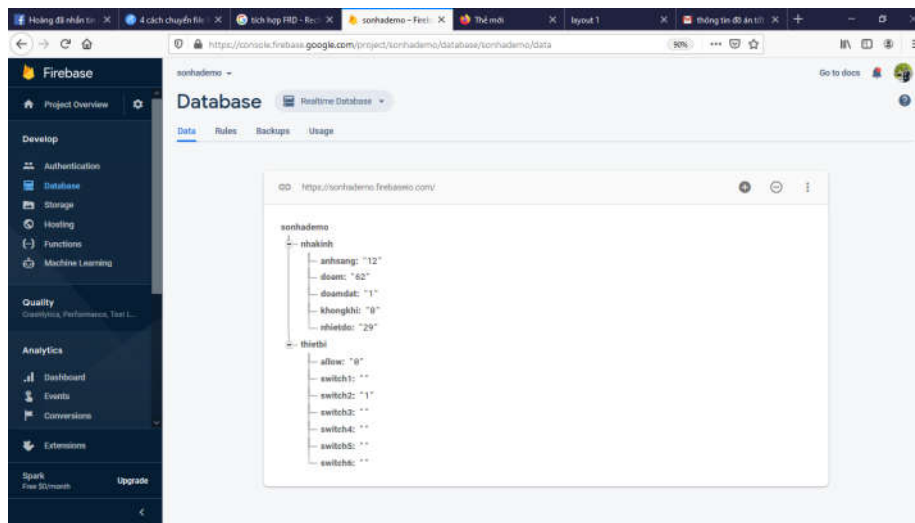 Hoàng đã nhắn tin
4 cách chuyển file
tích hợp FRD - Rec
sonhademo – Fireb
Thẻ mới
layout 1
thông tin đồ án tốt
https://console.firebase.google.com/project/sonhademo/database/sonhademo/data
90%
Firebase
sonhademo
Go to docs
Project Overview
Database
Realtime Database
Develop
Data
Rules
Backups
Usage
Authentication
Database
https://sonhademo.firebaseio.com/
Storage
Hosting
Functions
Machine Learning
sonhademo
nhakinh
anhsang: "12"
doam: "62"
doamdat: "1"
khongkhi: "0"
nhietdo: "29"
thietbi
allow: "0"
switch1: ""
switch2: "1"
switch3: ""
switch4: ""
switch5: ""
switch6: ""
Quality
Crashlytics, Performance, Test L...
Analytics
Dashboard
Events
Conversions
Extensions
Spark
Free $0/month
Upgrade